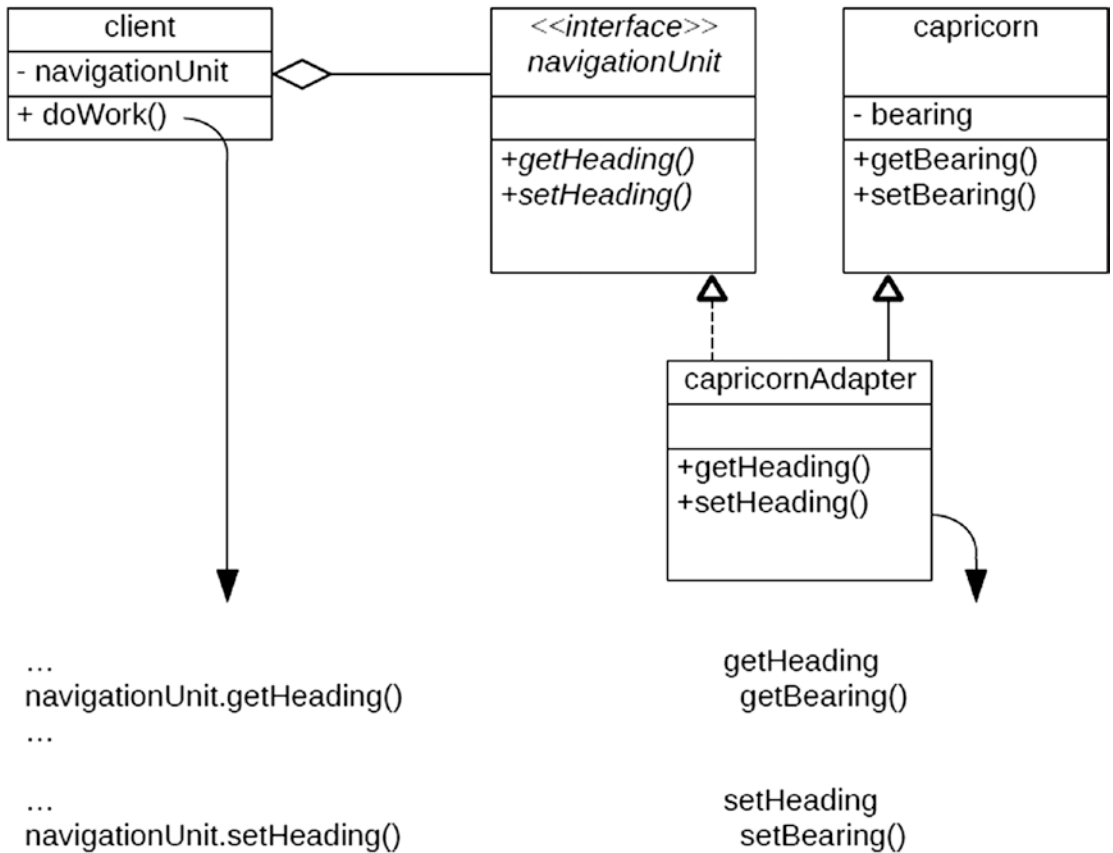 client
- navigationUnit
+ doWork()
<<interface>>
navigationUnit
+getHeading()
+setHeading()
capricorn
- bearing
+getBearing()
+setBearing()
capricornAdapter
+getHeading()
+setHeading()
...
navigationUnit.getHeading()
...
...
navigationUnit.setHeading()
getHeading
getBearing()
setHeading
setBearing()